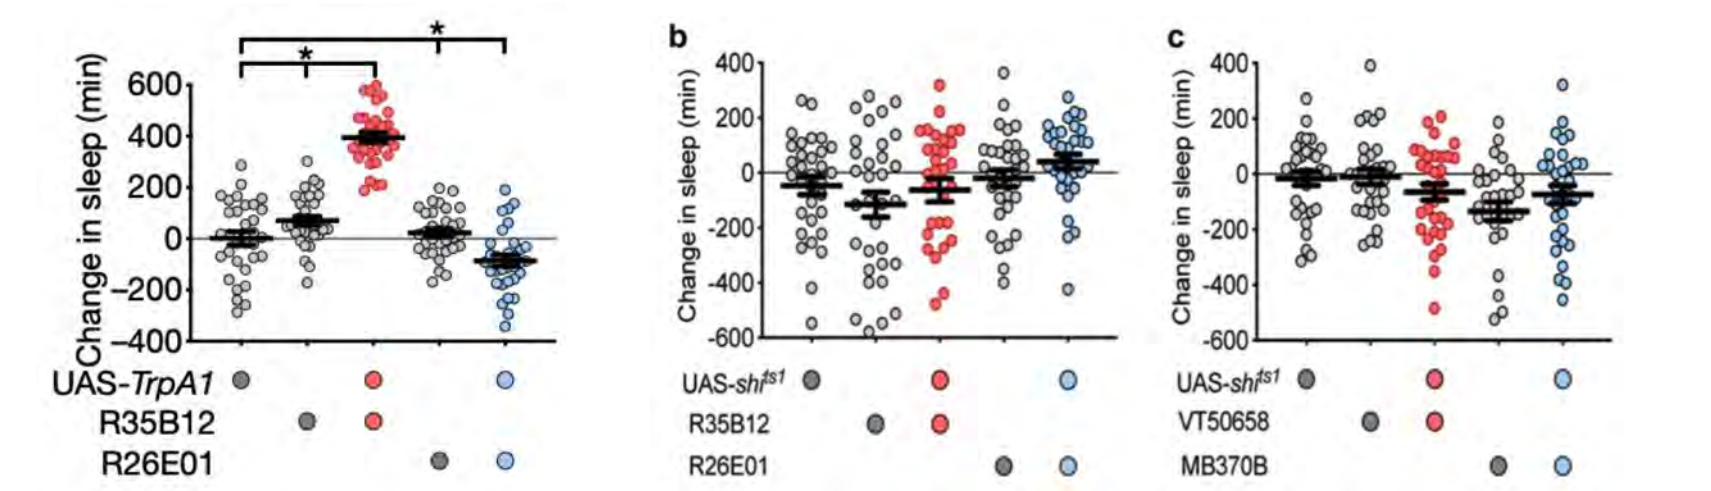 * *
Change in sleep (min)
600
400
200
0
–200
–400
UAS-TrpA1
R35B12
R26E01
b
Change in sleep (min)
400
200
0
-200
-400
-600
UAS-shits1
R35B12
R26E01
c
Change in sleep (min)
400
200
0
-200
-400
-600
UAS-shits1
VT50658
MB370B